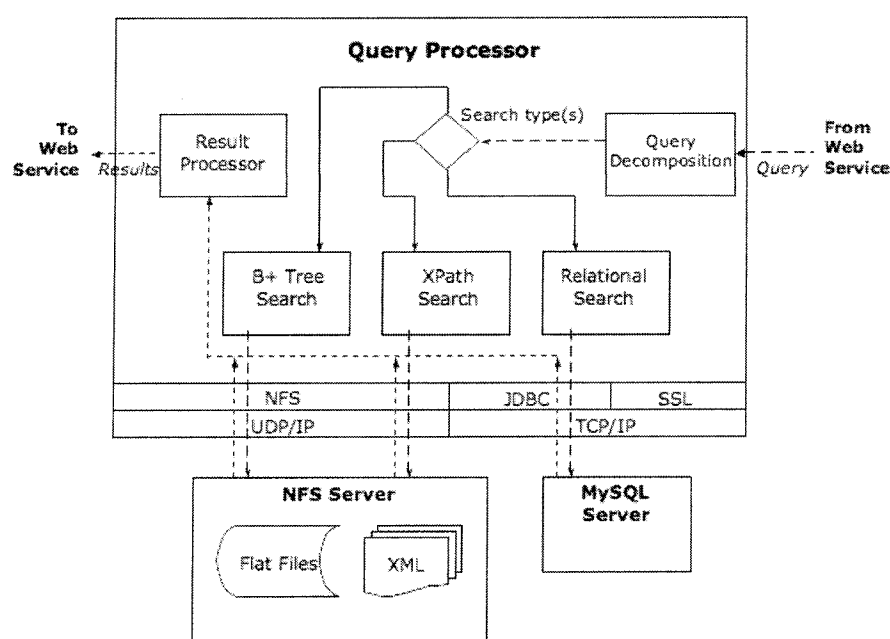 Query Processor
To
Web
Service
Results
Result
Processor
Search type(s)
Query
Decomposition
From
Web
Service
Query
B+ Tree
Search
XPath
Search
Relational
Search
NFS
JDBC
SSL
UDP/IP
TCP/IP
NFS Server
Flat Files
XML
MySQL
Server